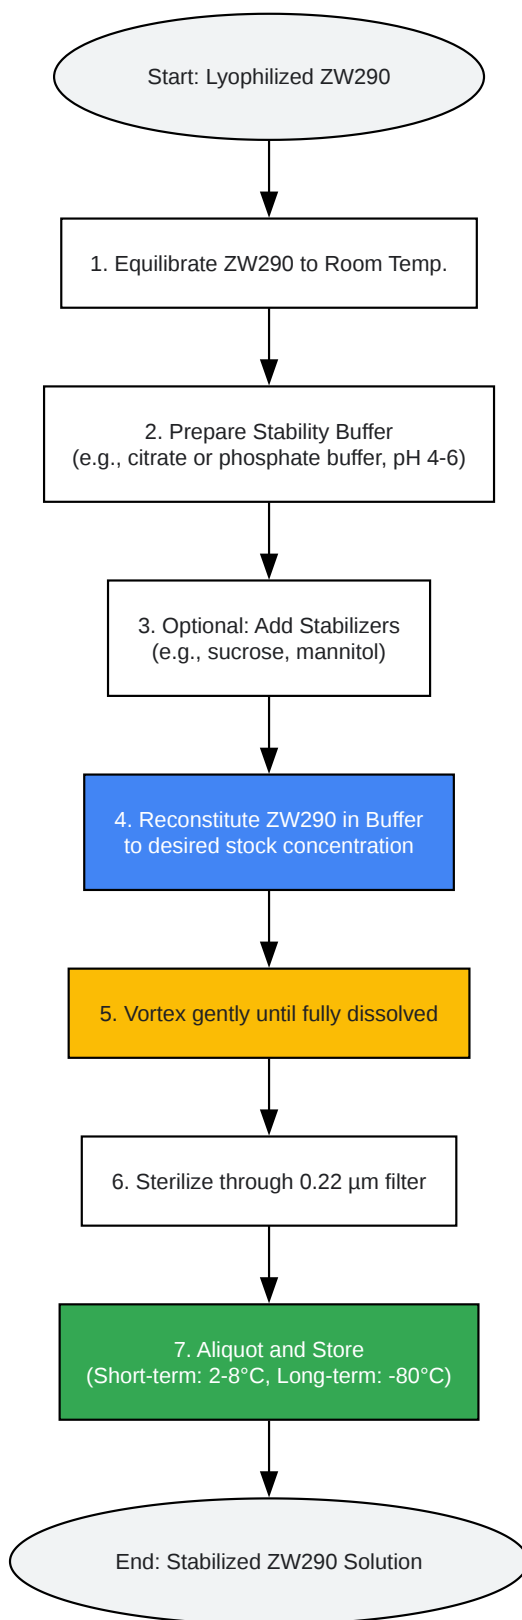 Start: Lyophilized ZW290
1. Equilibrate ZW290 to Room Temp.
2. Prepare Stability Buffer
(e.g., citrate or phosphate buffer, pH 4-6)
3. Optional: Add Stabilizers
(e.g., sucrose, mannitol)
4. Reconstitute ZW290 in Buffer
to desired stock concentration
5. Vortex gently until fully dissolved
6. Sterilize through 0.22 µm filter
7. Aliquot and Store
(Short-term: 2-8°C, Long-term: -80°C)
End: Stabilized ZW290 Solution